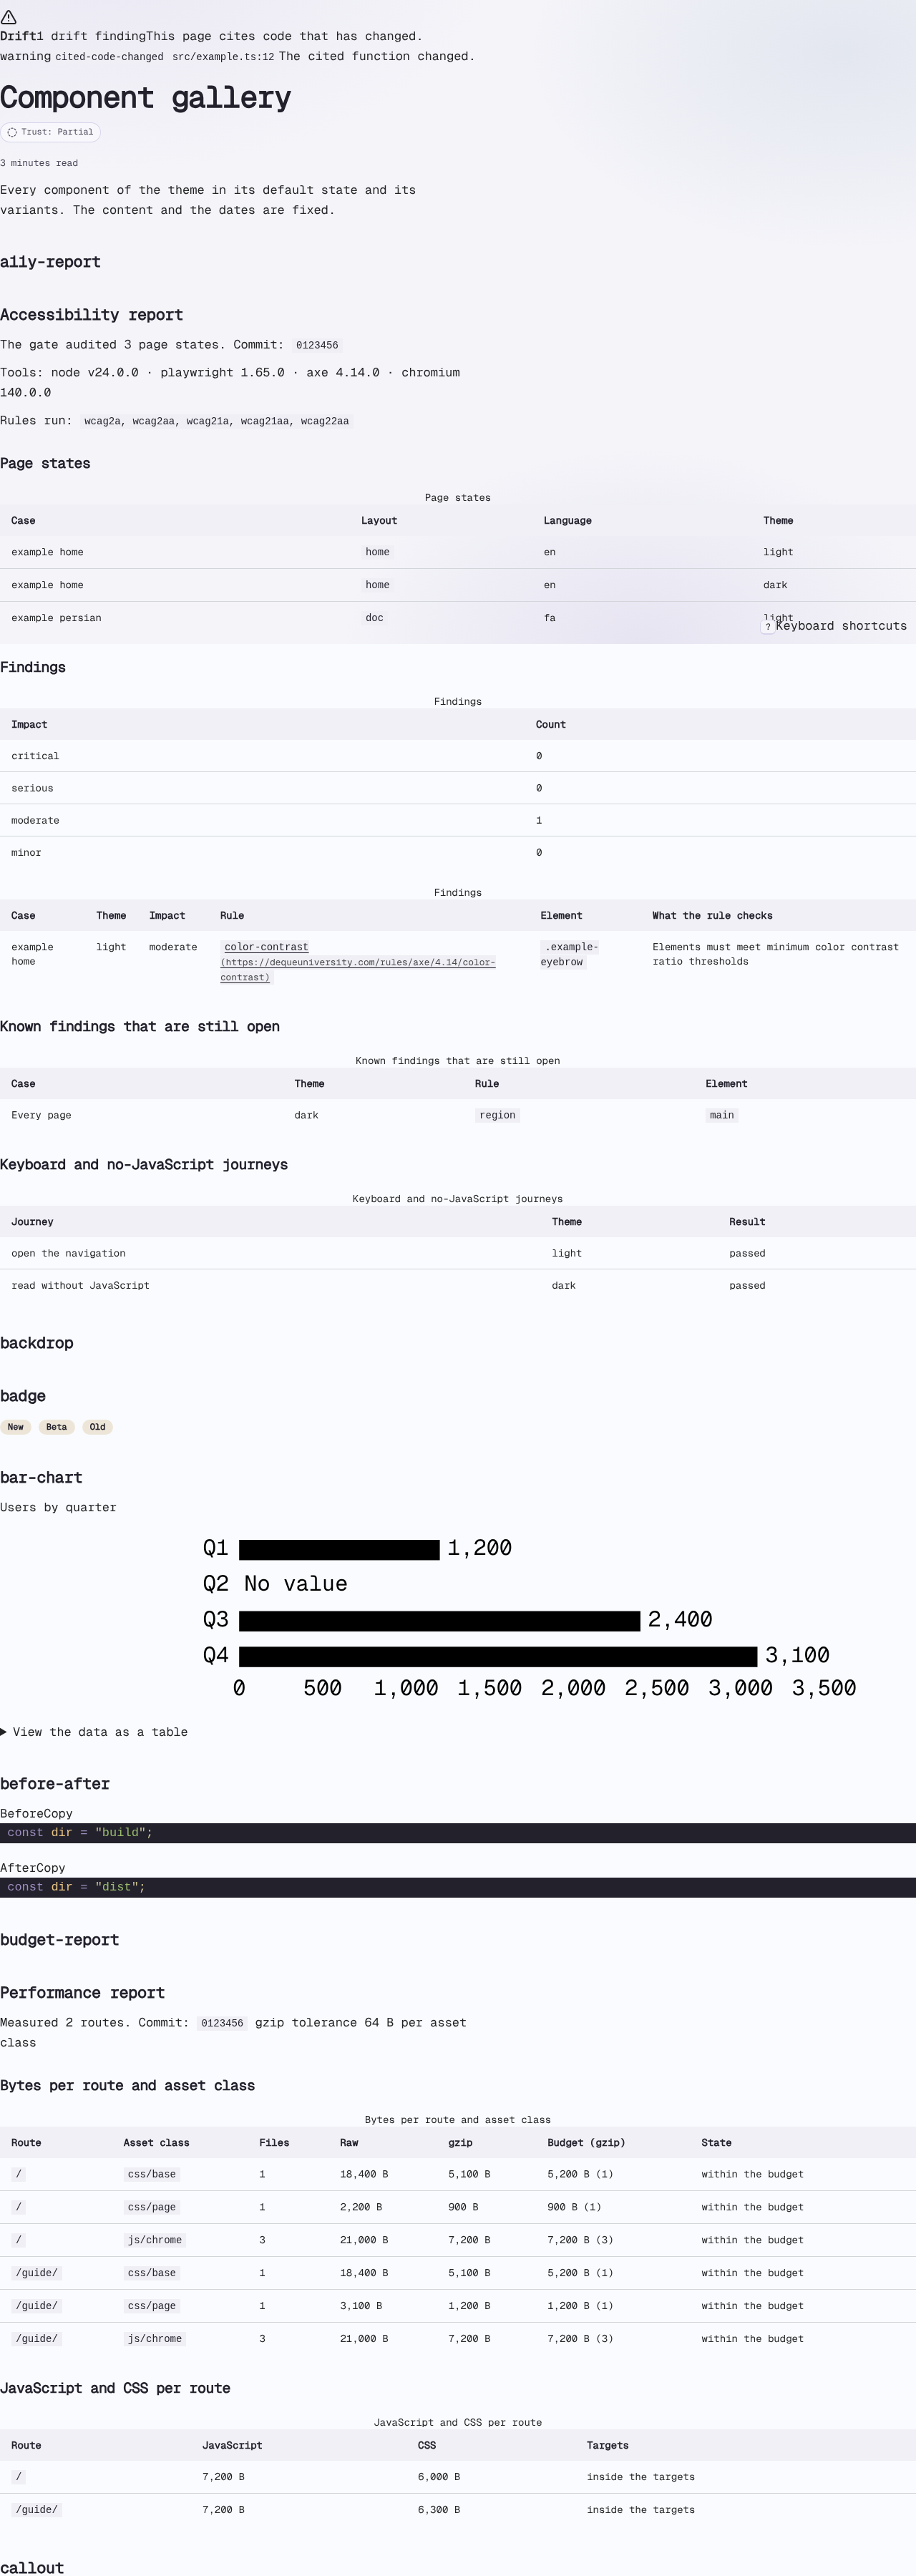 Drift1 drift findingThis page cites code that has changed.
warning cited-code-changed src/example.ts:12 The cited function changed.
Component gallery
Trust: Partial
3 minutes read
Every component of the theme in its default state and its
variants. The content and the dates are fixed.
a11y-report
Accessibility report
The gate audited 3 page states. Commit: 0123456
Tools: node v24.0.0 · playwright 1.65.0 · axe 4.14.0 · chromium
140.0.0
Rules run: wcag2a, wcag2aa, wcag21a, wcag21aa, wcag22aa
Page states
Page states
Case Layout Language Theme
example home home en light
example home home en dark
example persian doc fa light
? Keyboard shortcuts
Findings
Findings
Impact Count
critical 0
serious 0
moderate 1
minor 0
Findings
Case Theme Impact Rule Element What the rule checks
example light moderate color-contrast .example- Elements must meet minimum color contrast
home (https://dequeuniversity.com/rules/axe/4.14/color- eyebrow ratio thresholds
contrast)
Known findings that are still open
Known findings that are still open
Case Theme Rule Element
Every page dark region main
Keyboard and no-JavaScript journeys
Keyboard and no-JavaScript journeys
Journey Theme Result
open the navigation light passed
read without JavaScript dark passed
backdrop
badge
New Beta Old
bar-chart
Users by quarter
Q1 1,200
Q2 No value
Q3 2,400
Q4 3,100
0 500 1,000 1,500 2,000 2,500 3,000 3,500
View the data as a table
before-after
BeforeCopy
const dir = "build";
AfterCopy
const dir = "dist";
budget-report
Performance report
Measured 2 routes. Commit: 0123456 gzip tolerance 64 B per asset
class
Bytes per route and asset class
Bytes per route and asset class
Route Asset class Files Raw gzip Budget (gzip) State
/ css/base 1 18,400 B 5,100 B 5,200 B (1) within the budget
/ css/page 1 2,200 B 900 B 900 B (1) within the budget
/ js/chrome 3 21,000 B 7,200 B 7,200 B (3) within the budget
/guide/ css/base 1 18,400 B 5,100 B 5,200 B (1) within the budget
/guide/ css/page 1 3,100 B 1,200 B 1,200 B (1) within the budget
/guide/ js/chrome 3 21,000 B 7,200 B 7,200 B (3) within the budget
JavaScript and CSS per route
JavaScript and CSS per route
Route JavaScript CSS Targets
/ 7,200 B 6,000 B inside the targets
/guide/ 7,200 B 6,300 B inside the targets
callout